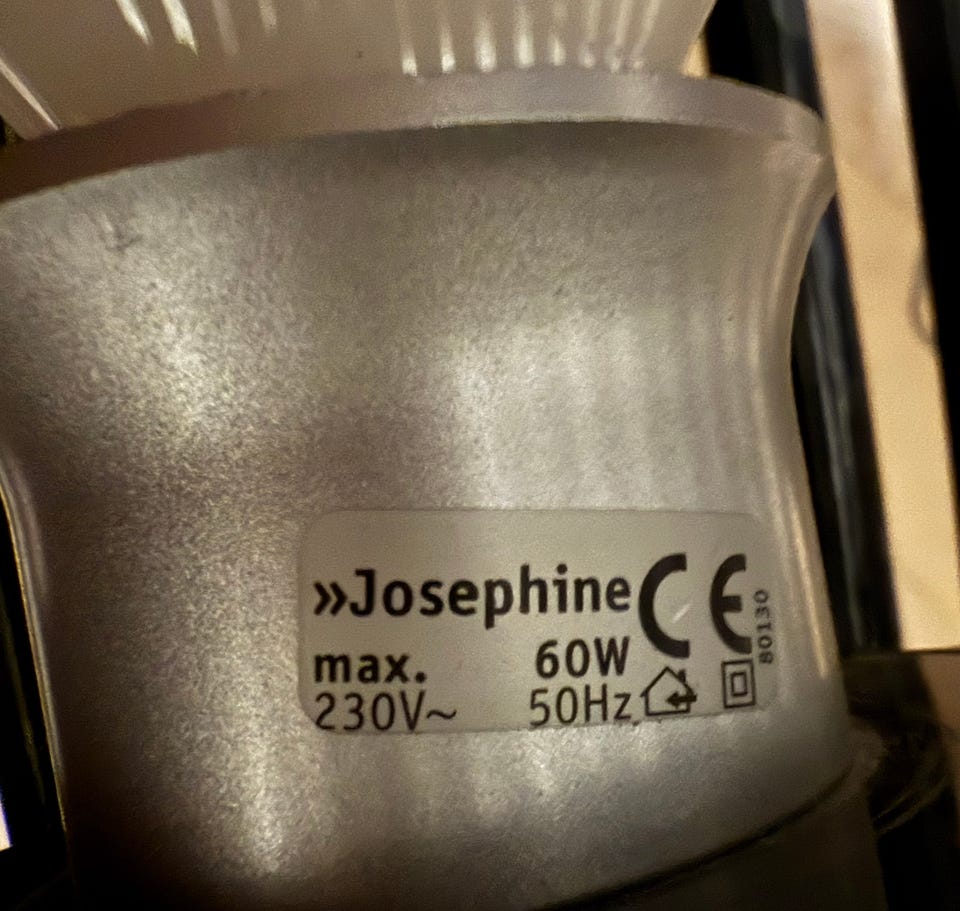 »Josephine CE
max. 60W
230V~ 50Hz
80130